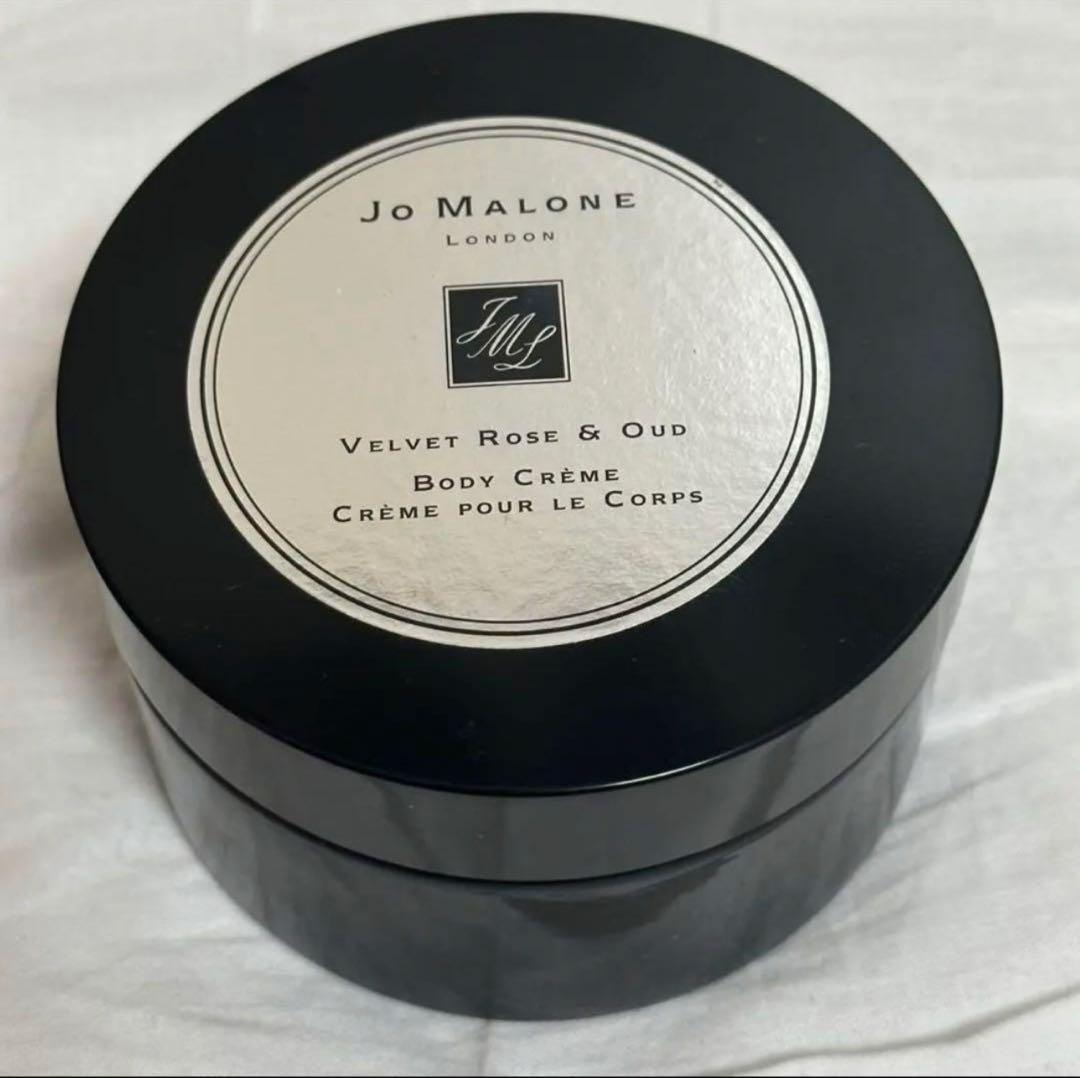 Jo Malone
London
JML
Velvet Rose & Oud
Body Crème
Crème pour le Corps